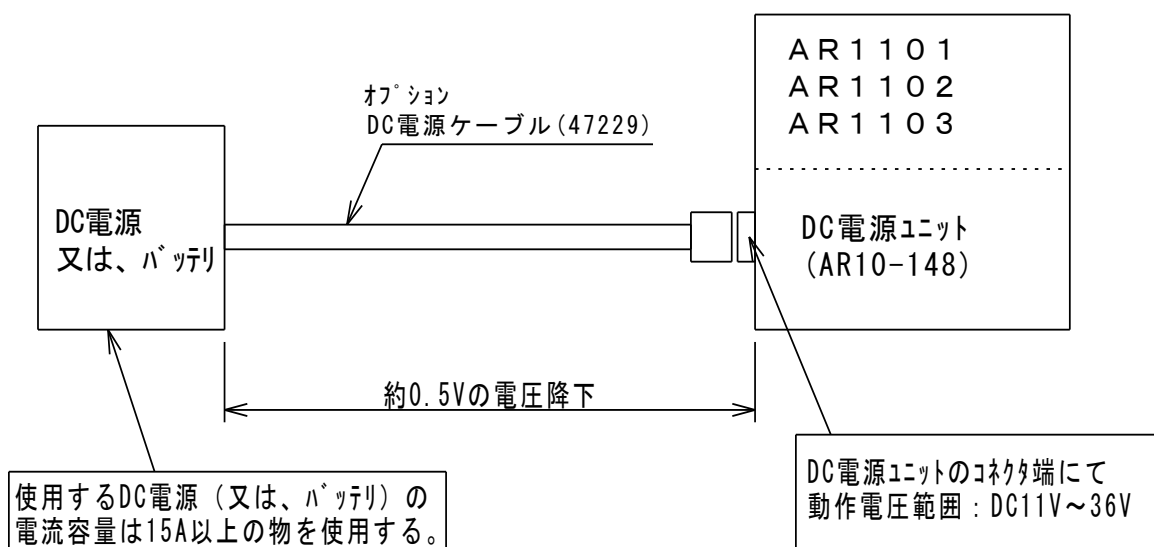 AR1101
AR1102
AR1103
ｵﾌﾟｼｮﾝ
DC電源ケーブル(47229)
DC電源
又は、ﾊﾞｯﾃﾘ
DC電源ﾕﾆｯﾄ
(AR10-148)
約0.5Vの電圧降下
使用するDC電源（又は、ﾊﾞｯﾃﾘ）の
電流容量は15A以上の物を使用する。
DC電源ﾕﾆｯﾄのｺﾈｸﾀ端にて
動作電圧範囲：DC11V～36V